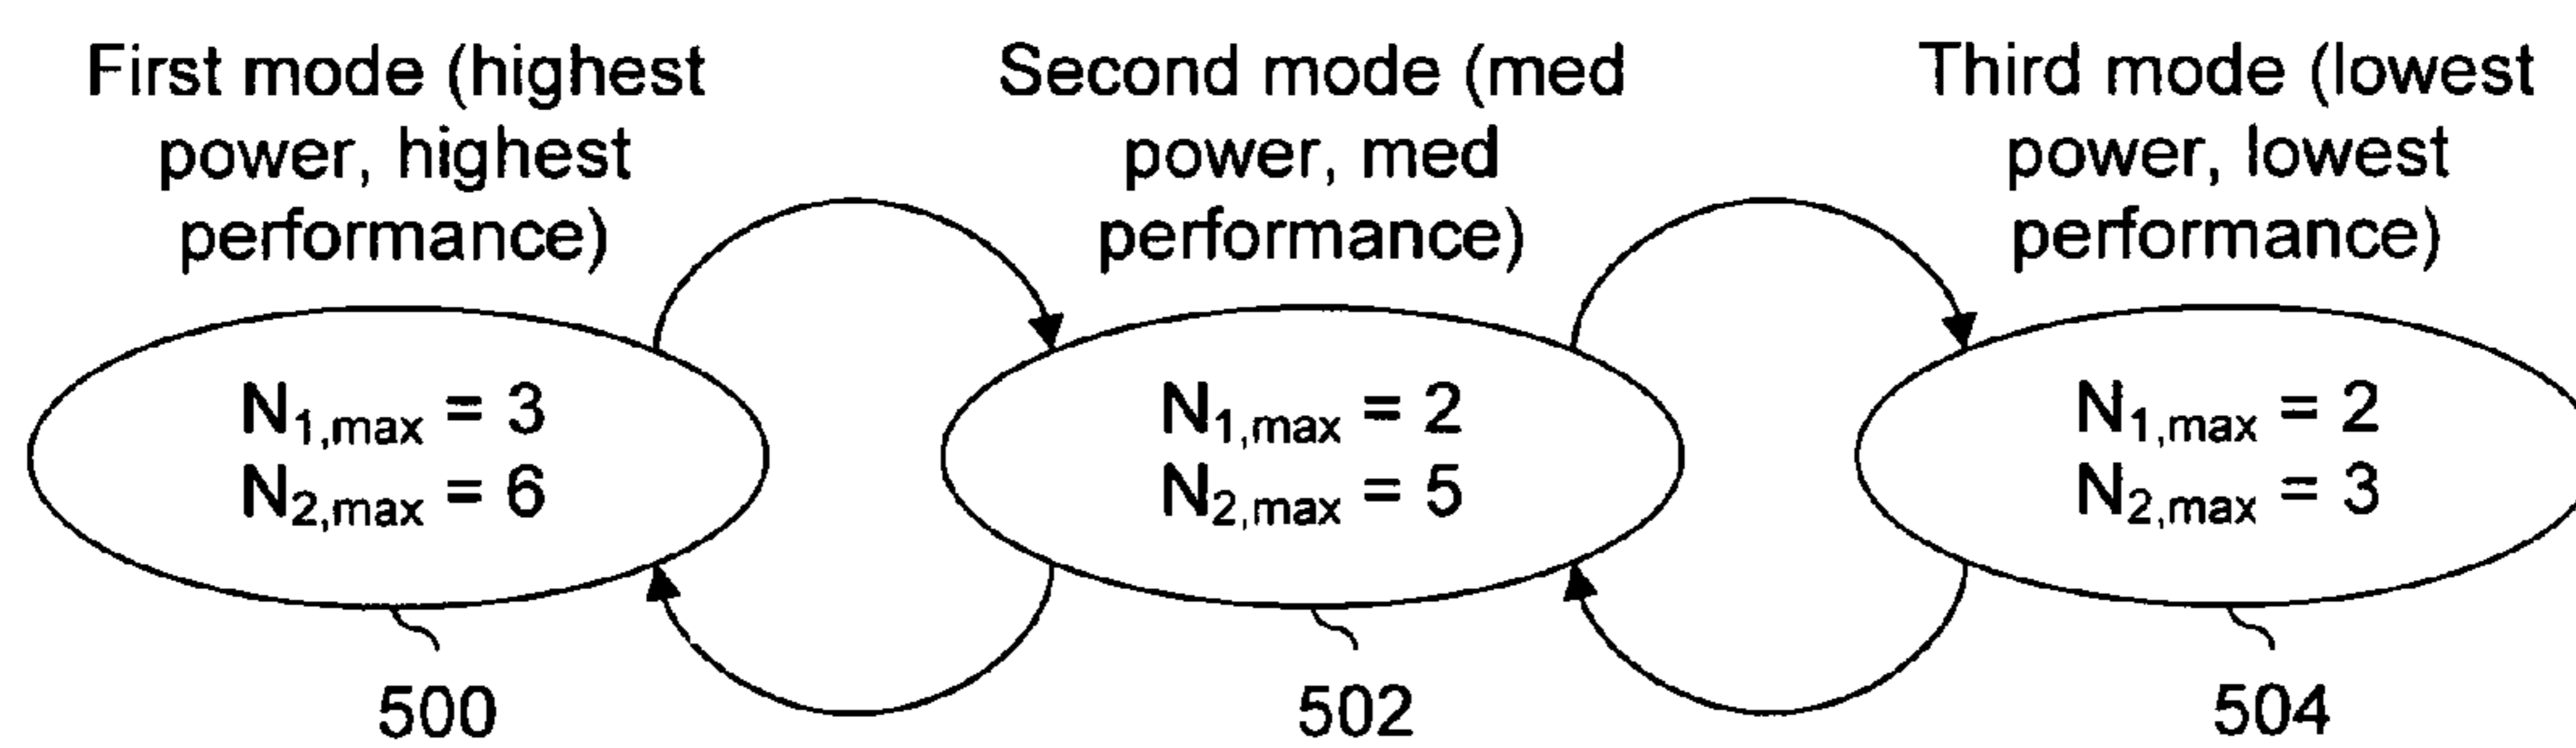 First mode (highest
power, highest
performance)
Second mode (med
power, med
performance)
Third mode (lowest
power, lowest
performance)
N1,max = 3
N2,max = 6
N1,max = 2
N2,max = 5
N1,max = 2
N2,max = 3
500
502
504